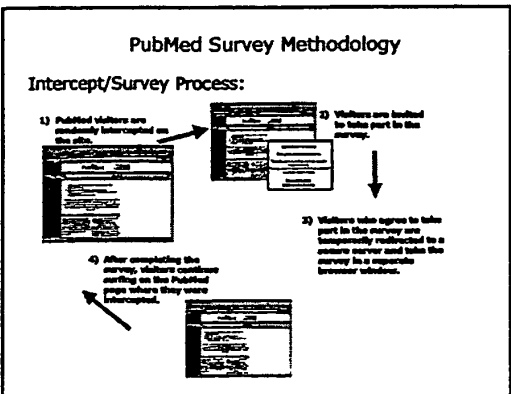 PubMed Survey Methodology
Intercept/Survey Process:
1) PubMed visitors are
randomly intercepted on
the site.
2) Visitors are invited
to take part in the
survey.
3) Visitors who agree to take
part in the survey are
temporarily redirected to a
secure server and take the
survey in a separate
browser window.
4) After completing the
survey, visitors continue
surfing on the PubMed
page where they were
intercepted.